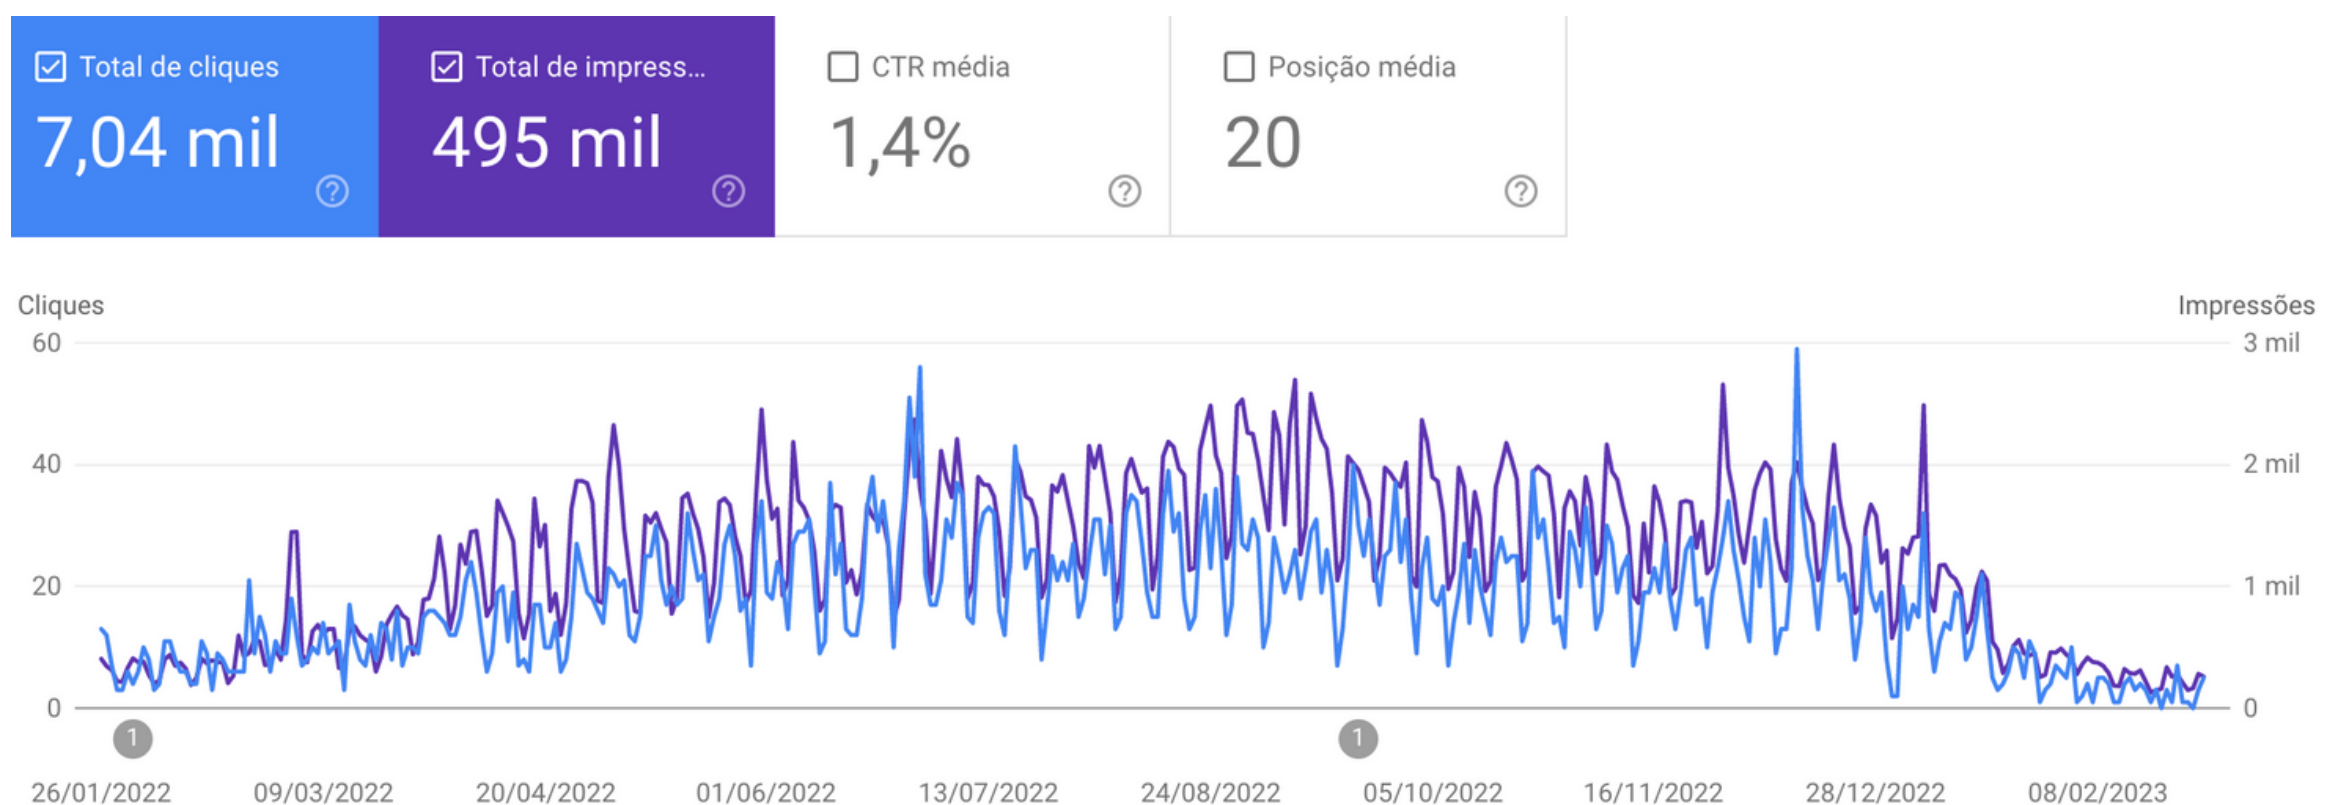 Total de cliques
7,04 mil
Total de impress...
495 mil
CTR média
1,4%
Posição média
20
Cliques
Impressões
60
3 mil
40
2 mil
20
1 mil
0
0
1
1
26/01/2022
09/03/2022
20/04/2022
01/06/2022
13/07/2022
24/08/2022
05/10/2022
16/11/2022
28/12/2022
08/02/2023